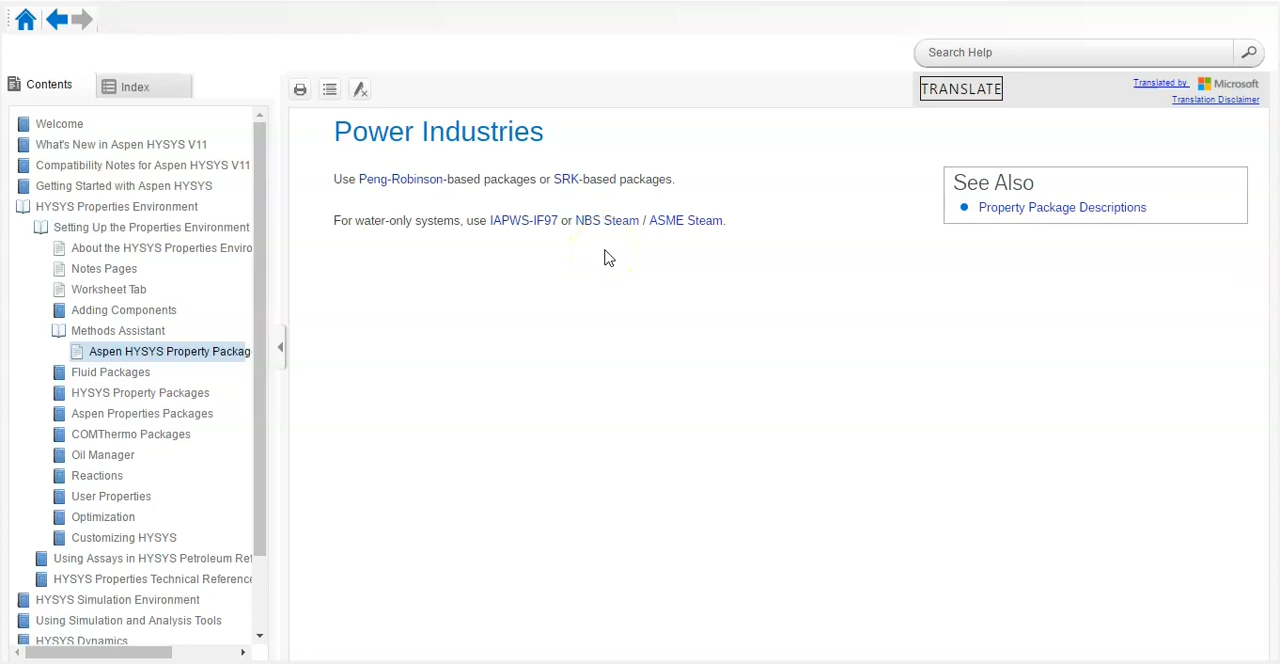 Search Help
Contents
Index
TRANSLATE
Translated by
Microsoft
Translation Disclaimer
Welcome
What's New in Aspen HYSYS V11
Compatibility Notes for Aspen HYSYS V11
Getting Started with Aspen HYSYS
HYSYS Properties Environment
Setting Up the Properties Environment
About the HYSYS Properties Enviro
Notes Pages
Worksheet Tab
Adding Components
Methods Assistant
Aspen HYSYS Property Packag
Fluid Packages
HYSYS Property Packages
Aspen Properties Packages
COMThermo Packages
Oil Manager
Reactions
User Properties
Optimization
Customizing HYSYS
Using Assays in HYSYS Petroleum Ref
HYSYS Properties Technical Reference
HYSYS Simulation Environment
Using Simulation and Analysis Tools
HYSYS Dynamics
Power Industries
Use Peng-Robinson-based packages or SRK-based packages.
For water-only systems, use IAPWS-IF97 or NBS Steam / ASME Steam.
See Also
Property Package Descriptions